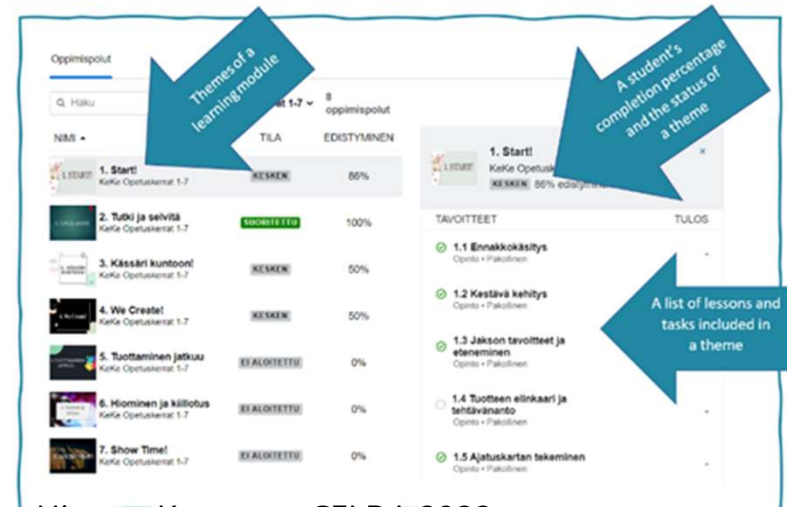 Oppimispolut
Themes of a
learning module
A student's
completion percentage
and the status of
a theme
Haku
1-7
8
oppimispolut
NIMI
TILA
EDISTYMINEN
1. Start!
KeKe Opetuskerrat 1-7
KESKEN
86%
2. Tutki ja selvitä
KeKe Opetuskerrat 1-7
SUORITETTU
100%
3. Kässäri kuntoon!
KeKe Opetuskerrat 1-7
KESKEN
50%
4. We Create!
KeKe Opetuskerrat 1-7
KESKEN
50%
5. Tuottaminen jatkuu
KeKe Opetuskerrat 1-7
EI ALOITETTU
0%
6. Hiominen ja kiillotus
KeKe Opetuskerrat 1-7
EI ALOITETTU
0%
7. Show Time!
KeKe Opetuskerrat 1-7
EI ALOITETTU
0%
1. START!
1. Start!
KeKe
KESKEN 86%
TAVOITTEET
TULOS
1.1 Ennakkokäsitys
Opinto • Pakollinen
-
1.2 Kestävä kehitys
Opinto • Pakollinen
1.3 Jakson tavoitteet ja
eteneminen
Opinto • Pakollinen
1.4 Tuotteen elinkaari ja
tehtävänanto
Opinto • Pakollinen
-
1.5 Ajatuskartan tekeminen
Opinto • Pakollinen
-
A list of lessons and
tasks included in
a theme